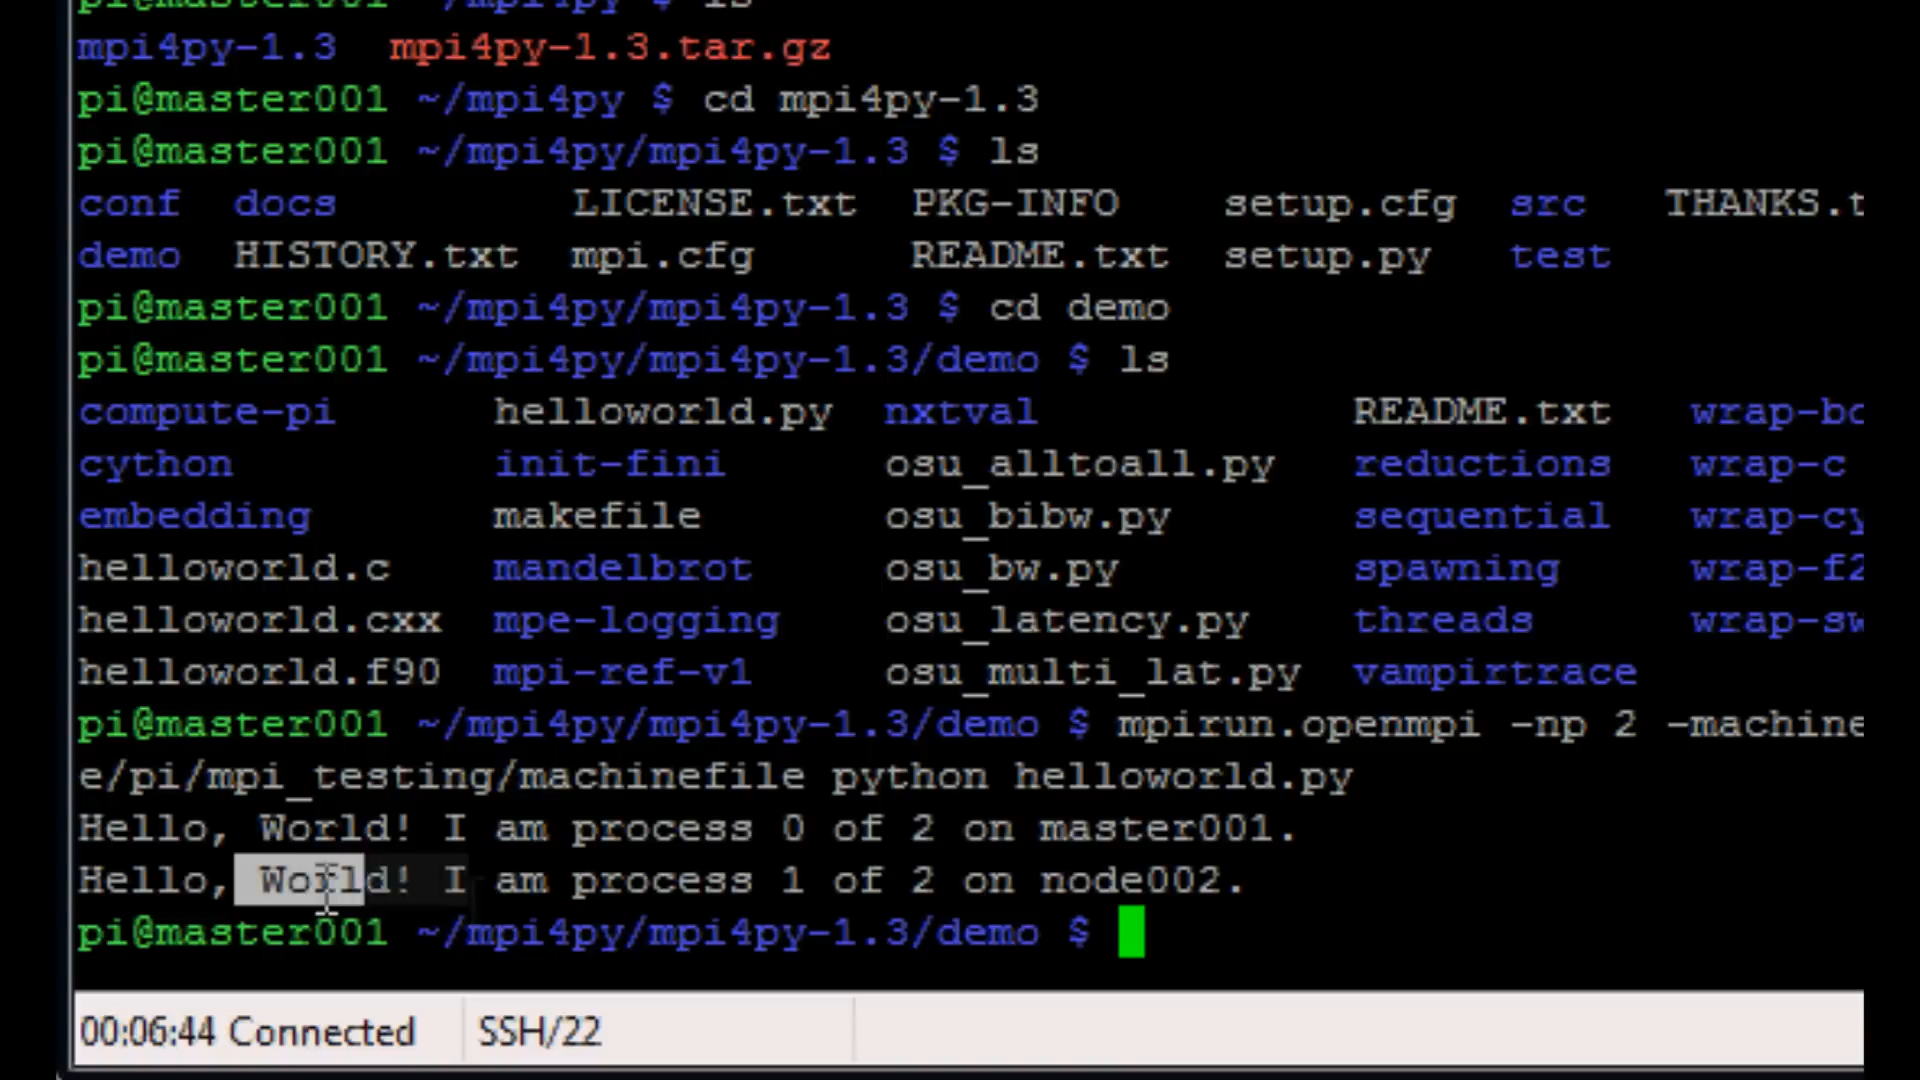 pi@master001 ~/mpi4py $ ls
mpi4py-1.3 mpi4py-1.3.tar.gz
pi@master001 ~/mpi4py $ cd mpi4py-1.3
pi@master001 ~/mpi4py/mpi4py-1.3 $ ls
conf docs LICENSE.txt PKG-INFO setup.cfg src THANKS.t
demo HISTORY.txt mpi.cfg README.txt setup.py test
pi@master001 ~/mpi4py/mpi4py-1.3 $ cd demo
pi@master001 ~/mpi4py/mpi4py-1.3/demo $ ls
compute-pi helloworld.py nxtval README.txt wrap-bo
cython init-fini osu_alltoall.py reductions wrap-c
embedding makefile osu_bibw.py sequential wrap-cy
helloworld.c mandelbrot osu_bw.py spawning wrap-f2
helloworld.cxx mpe-logging osu_latency.py threads wrap-sw
helloworld.f90 mpi-ref-v1 osu_multi_lat.py vampirtrace
pi@master001 ~/mpi4py/mpi4py-1.3/demo $ mpirun.openmpi -np 2 -machine
e/pi/mpi_testing/machinefile python helloworld.py
Hello, World! I am process 0 of 2 on master001.
Hello, World! I am process 1 of 2 on node002.
pi@master001 ~/mpi4py/mpi4py-1.3/demo $
00:06:44 Connected SSH/22